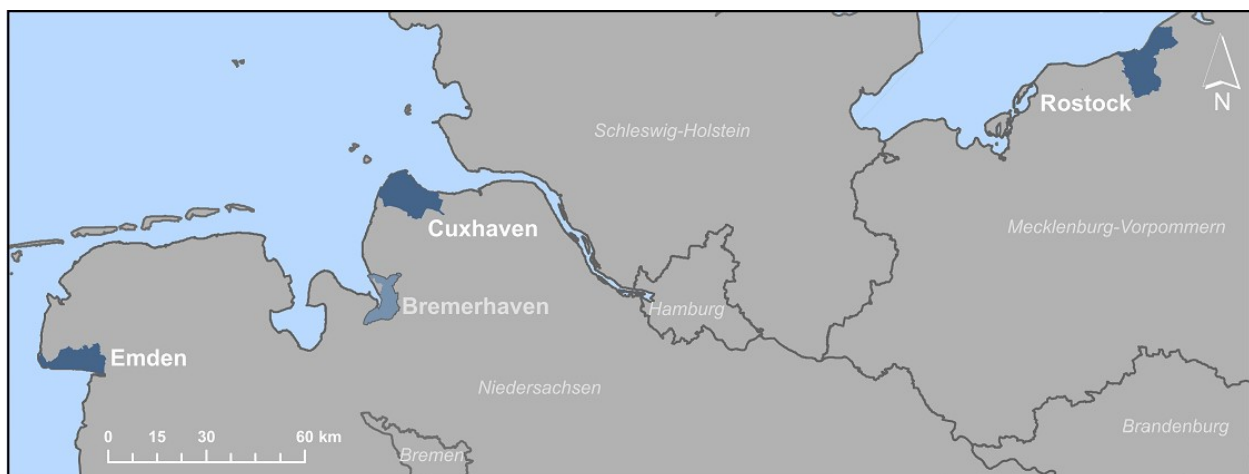 Rostock
N
Schleswig-Holstein
Cuxhaven
Mecklenburg-Vorpommern
Bremerhaven
Hamburg
Emden
Niedersachsen
Brandenburg
0 15 30 60 km
Bremen